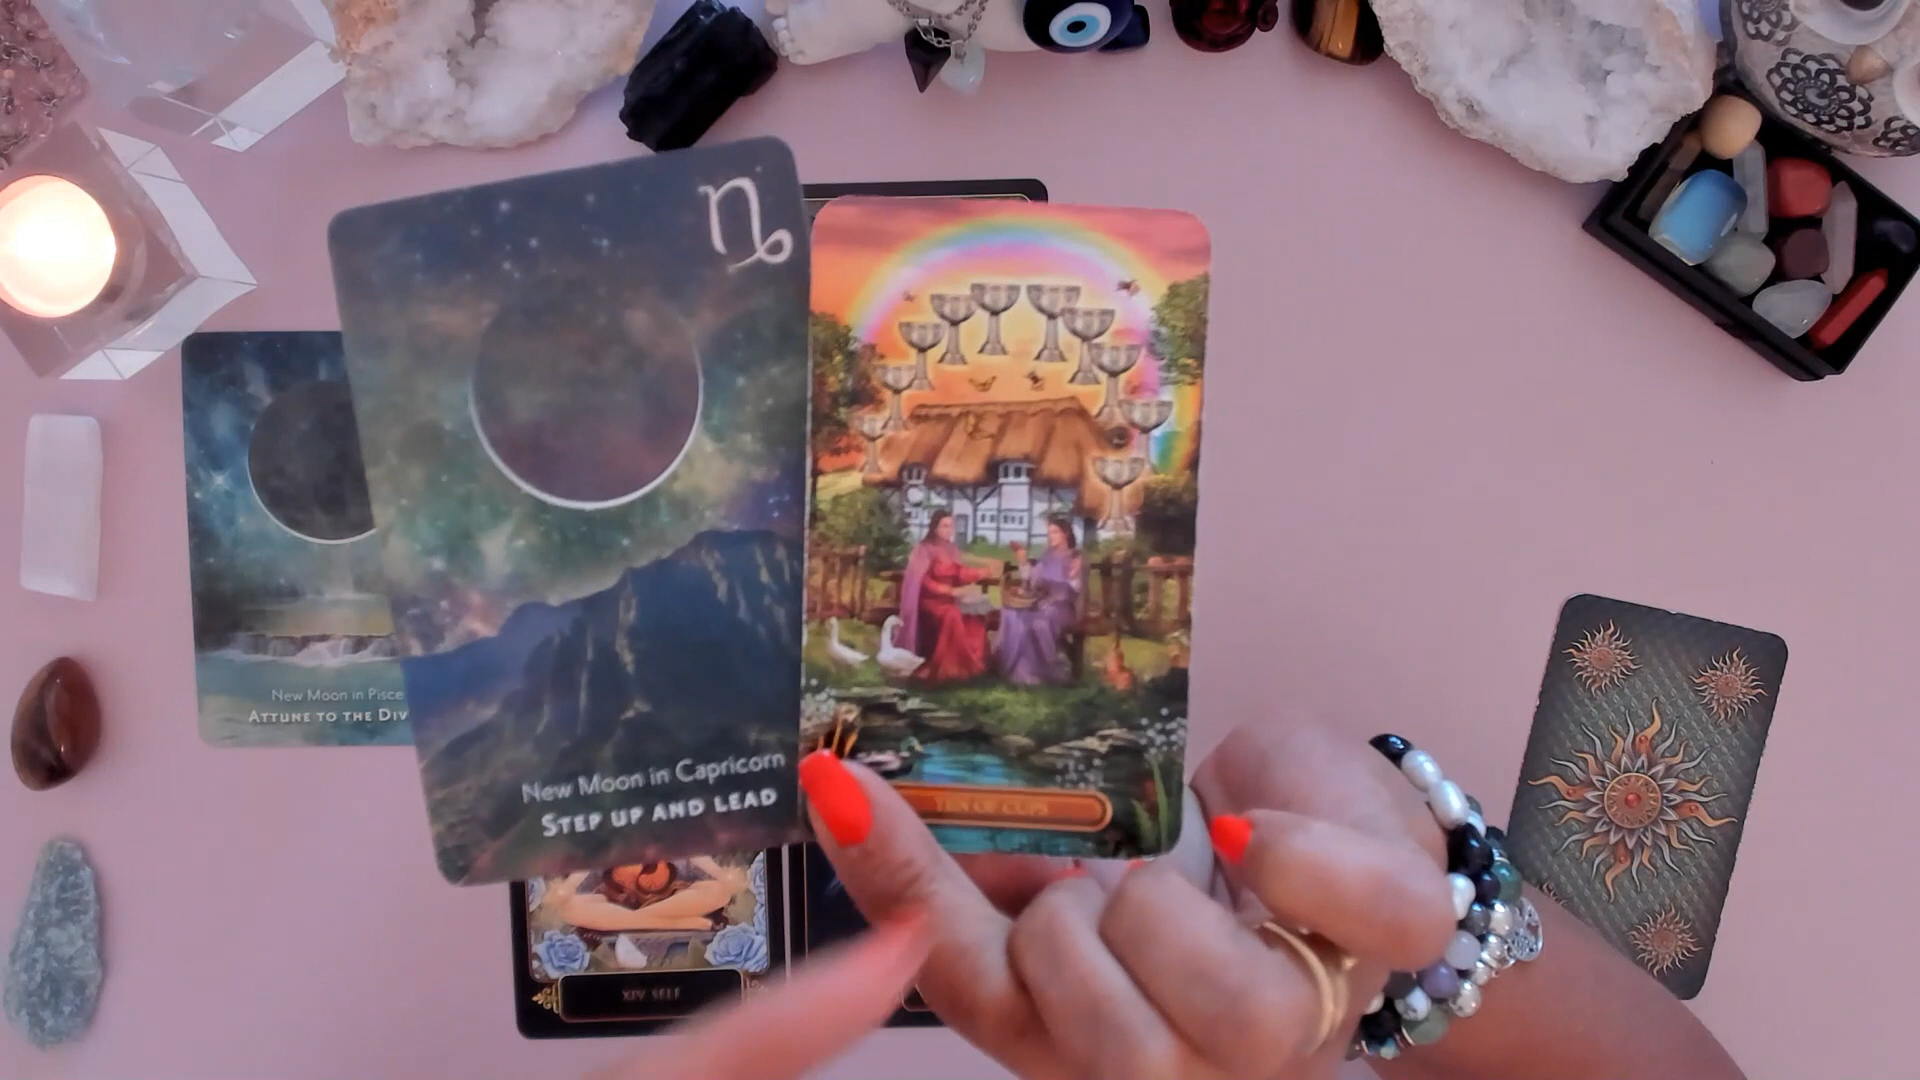 New Moon in Capricorn
STEP UP AND LEAD
TEN OF CUPS
New Moon in Pisce
ATTUNE TO THE DIV
XIV SELF